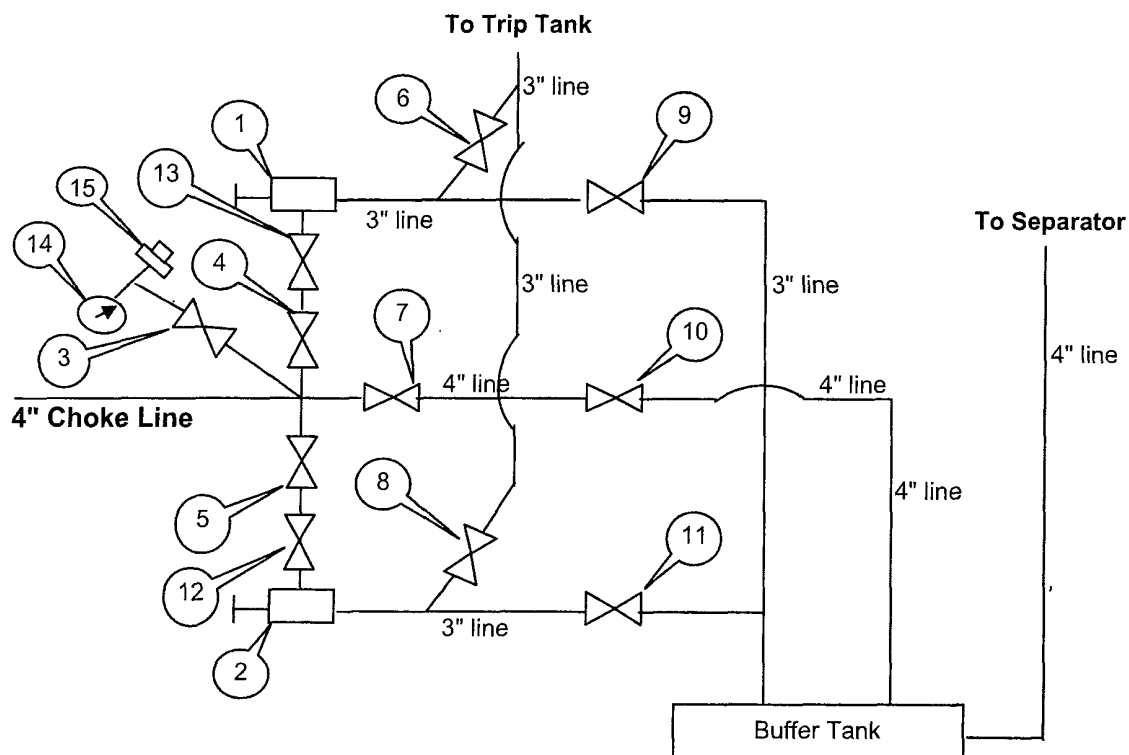 To Trip Tank
3" line
6
9
1
13
15
3" line
To Separator
14
4
3" line
3" line
7
10
3
4" line
4" line
4" line
4" Choke Line
8
4" line
5
11
12
3" line
2
Buffer Tank